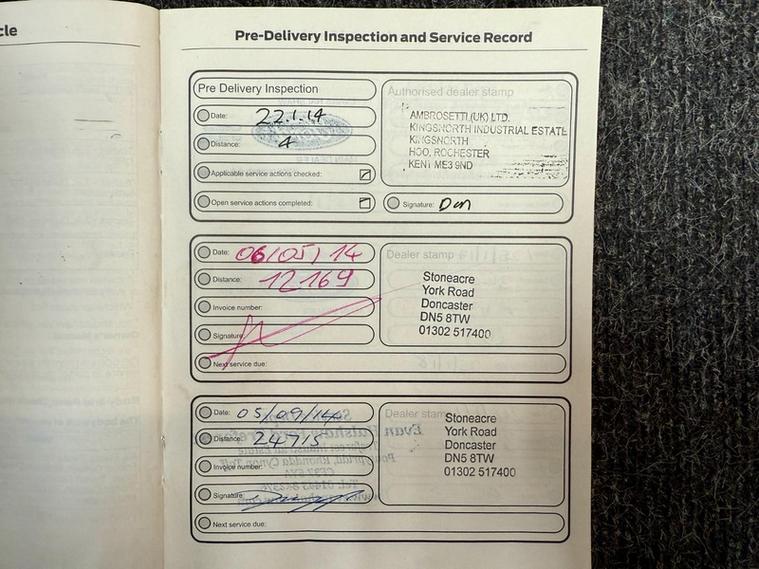 cle
Pre-Delivery Inspection and Service Record
Pre Delivery Inspection
Date: 22.1.14
Distance: 4
Applicable service actions checked:
Open service actions completed:
Authorised dealer stamp
AMBROSETTI (UK) LTD.
KINGSNORTH INDUSTRIAL ESTATE
KINGSNORTH
HOO, ROCHESTER
KENT ME3 9ND
Signature:
Date: 06/05/14
Distance: 12169
Invoice number:
Signature:
Next service due:
Dealer stamp
Stoneacre
York Road
Doncaster
DN5 8TW
01302 517400
Date: 05/09/14
Distance: 24715
Invoice number:
Signature:
Next service due:
Dealer stamp
Stoneacre
York Road
Doncaster
DN5 8TW
01302 517400